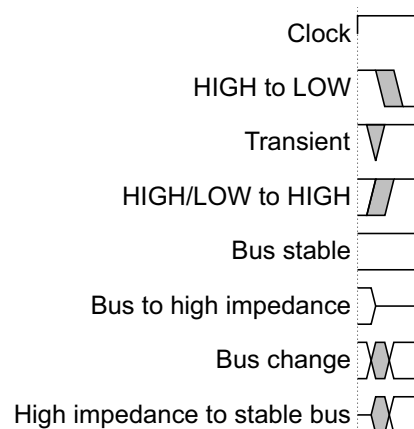 Clock
HIGH to LOW
Transient
HIGH/LOW to HIGH
Bus stable
Bus to high impedance
Bus change
High impedance to stable bus